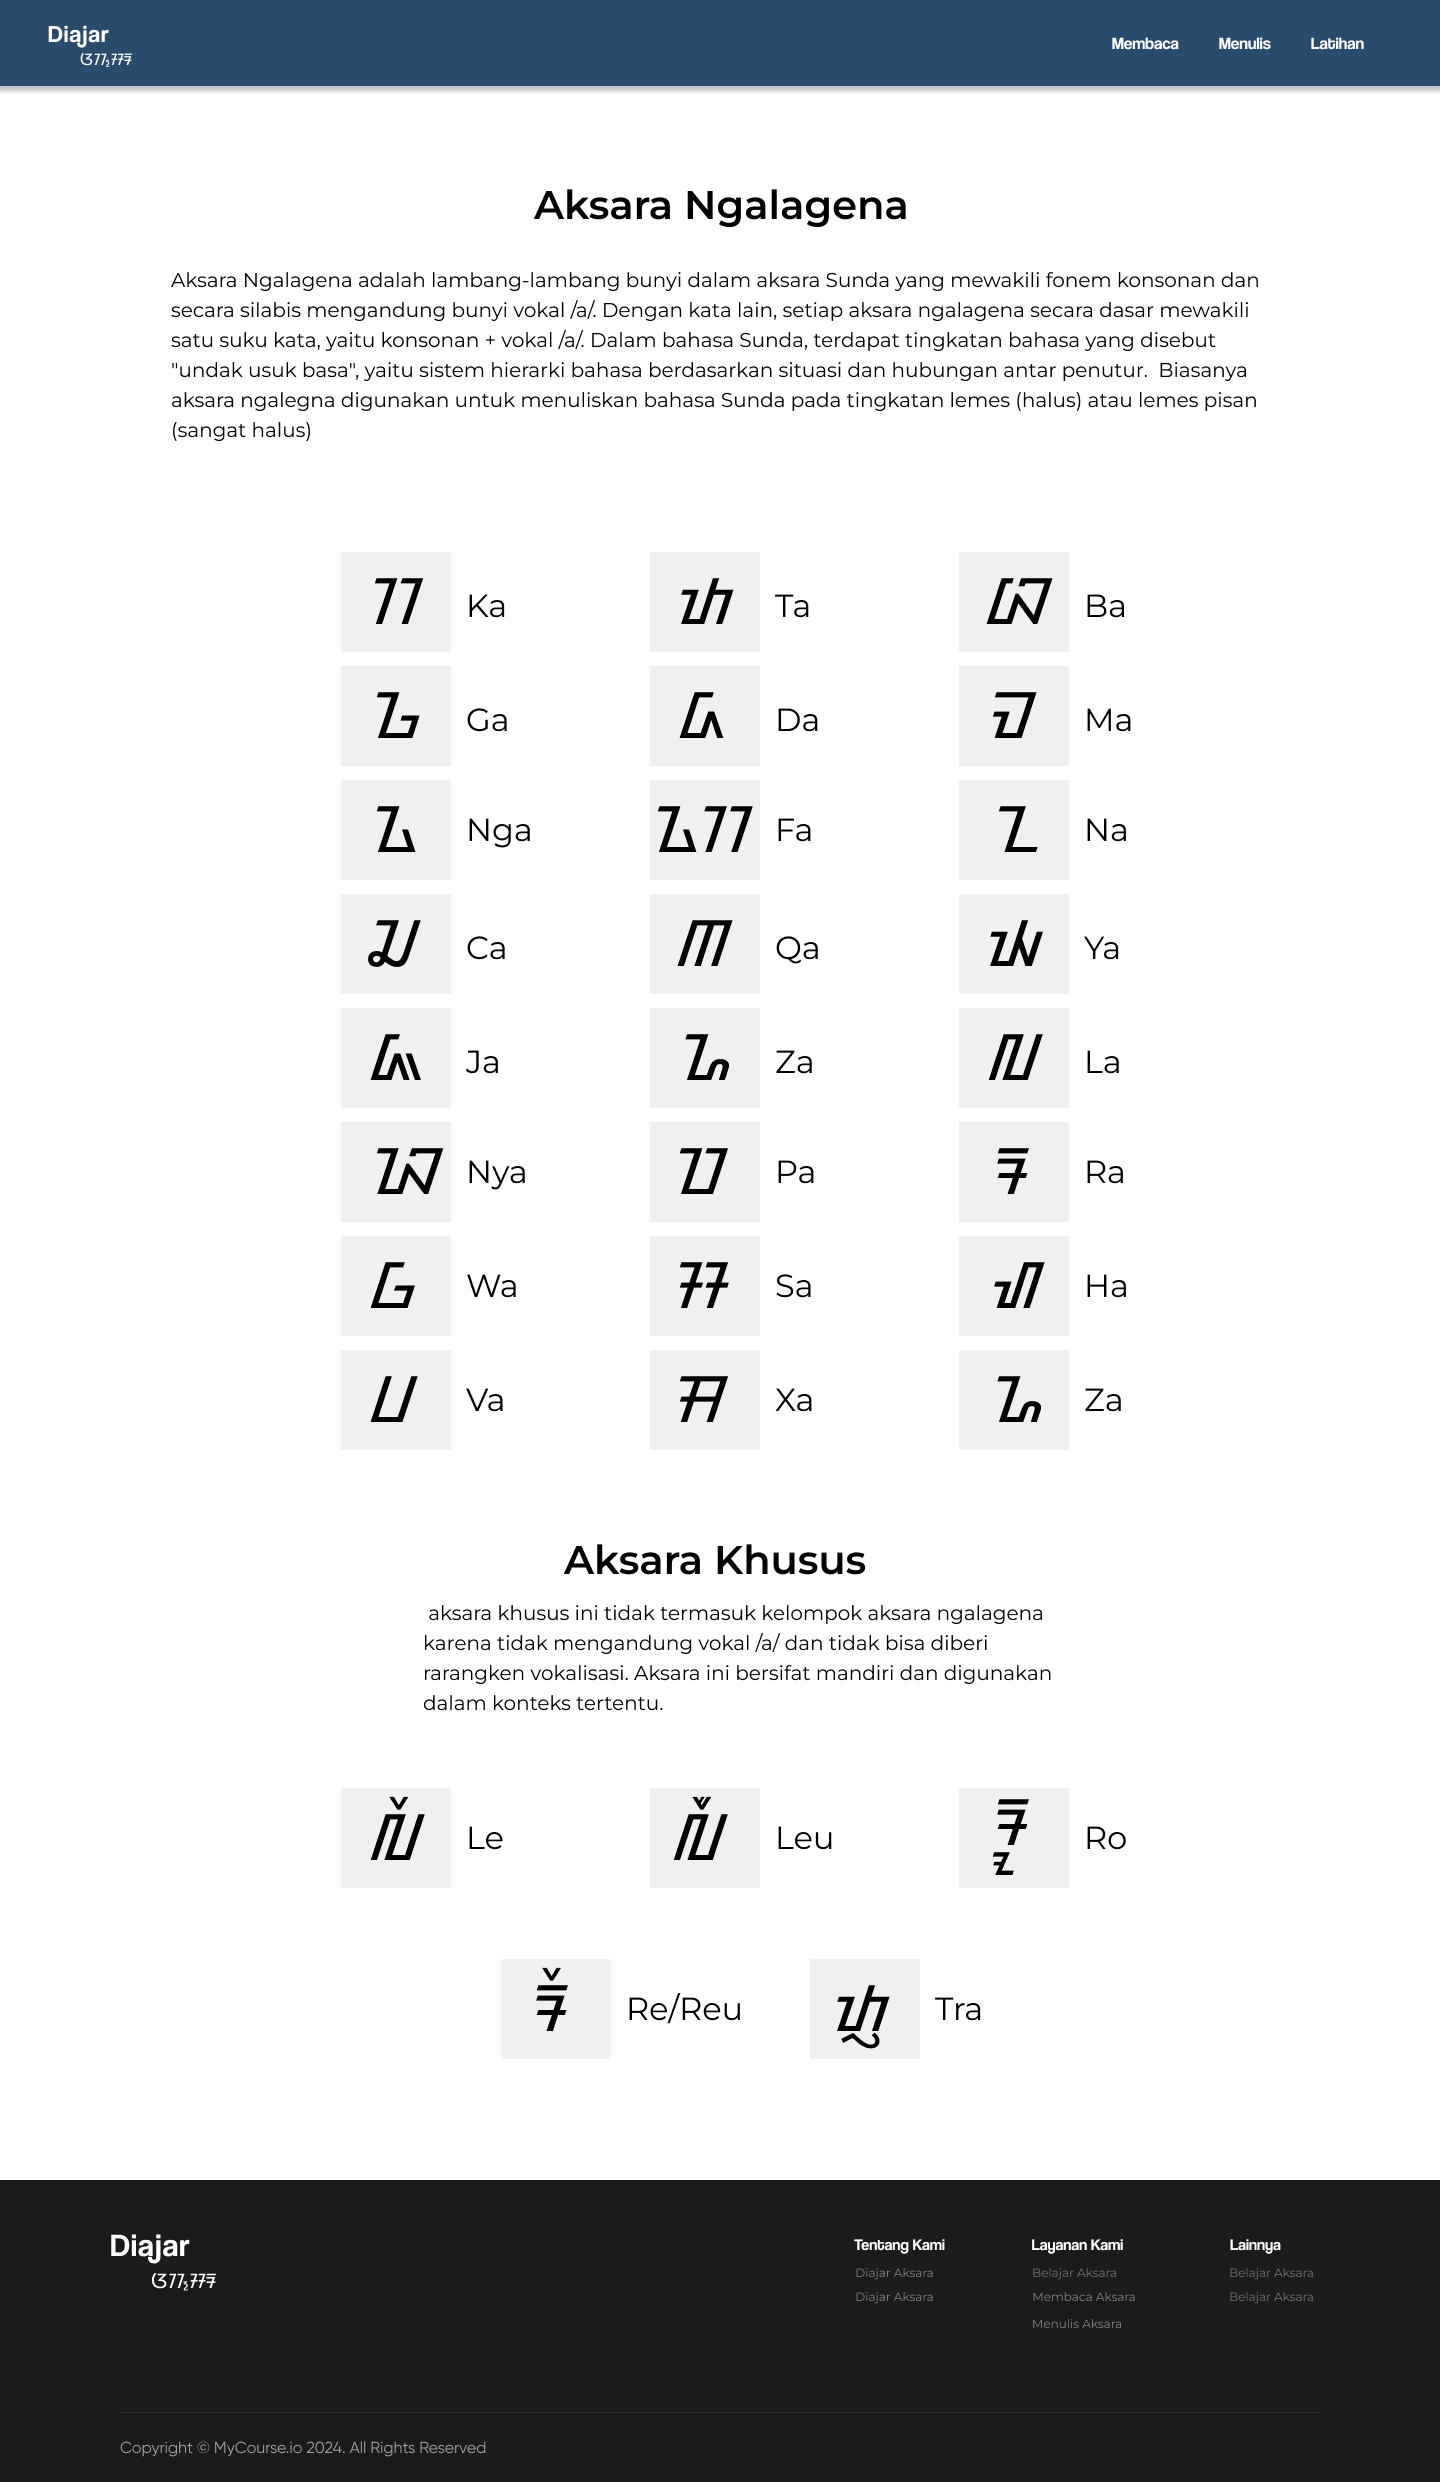 Diajar
Membaca Menulis Latihan
Aksara Ngalagena
Aksara Ngalagena adalah lambang-lambang bunyi dalam aksara Sunda yang mewakili fonem konsonan dan
secara silabis mengandung bunyi vokal /a/. Dengan kata lain, setiap aksara ngalagena secara dasar mewakili
satu suku kata, yaitu konsonan + vokal /a/. Dalam bahasa Sunda, terdapat tingkatan bahasa yang disebut
"undak usuk basa", yaitu sistem hierarki bahasa berdasarkan situasi dan hubungan antar penutur. Biasanya
aksara ngalegna digunakan untuk menuliskan bahasa Sunda pada tingkatan lemes (halus) atau lemes pisan
(sangat halus)
ᮊ Ka ᮒ Ta ᮘ Ba
ᮌ Ga ᮓ Da ᮙ Ma
ᮍ Nga Fa ᮔ Na
ᮎ Ca ᮋ Qa ᮚ Ya
ᮏ Ja ᮐ Za ᮜ La
ᮑ Nya ᮕ Pa ᮛ Ra
ᮝ Wa ᮞ Sa ᮠ Ha
ᮗ Va ᮟ Xa ᮐ Za
Aksara Khusus
aksara khusus ini tidak termasuk kelompok aksara ngalagena
karena tidak mengandung vokal /a/ dan tidak bisa diberi
rarangken vokalisasi. Aksara ini bersifat mandiri dan digunakan
dalam konteks tertentu.
ᮜᮨ Le ᮜᮩ Leu ᮛᮧ Ro
ᮛᮨ Re/Reu ᮒᮢ Tra
Diajar
Tentang Kami Layanan Kami Lainnya
Diajar Aksara Belajar Aksara Belajar Aksara
Diajar Aksara Membaca Aksara Belajar Aksara
Menulis Aksara
Copyright © MyCourse.io 2024. All Rights Reserved